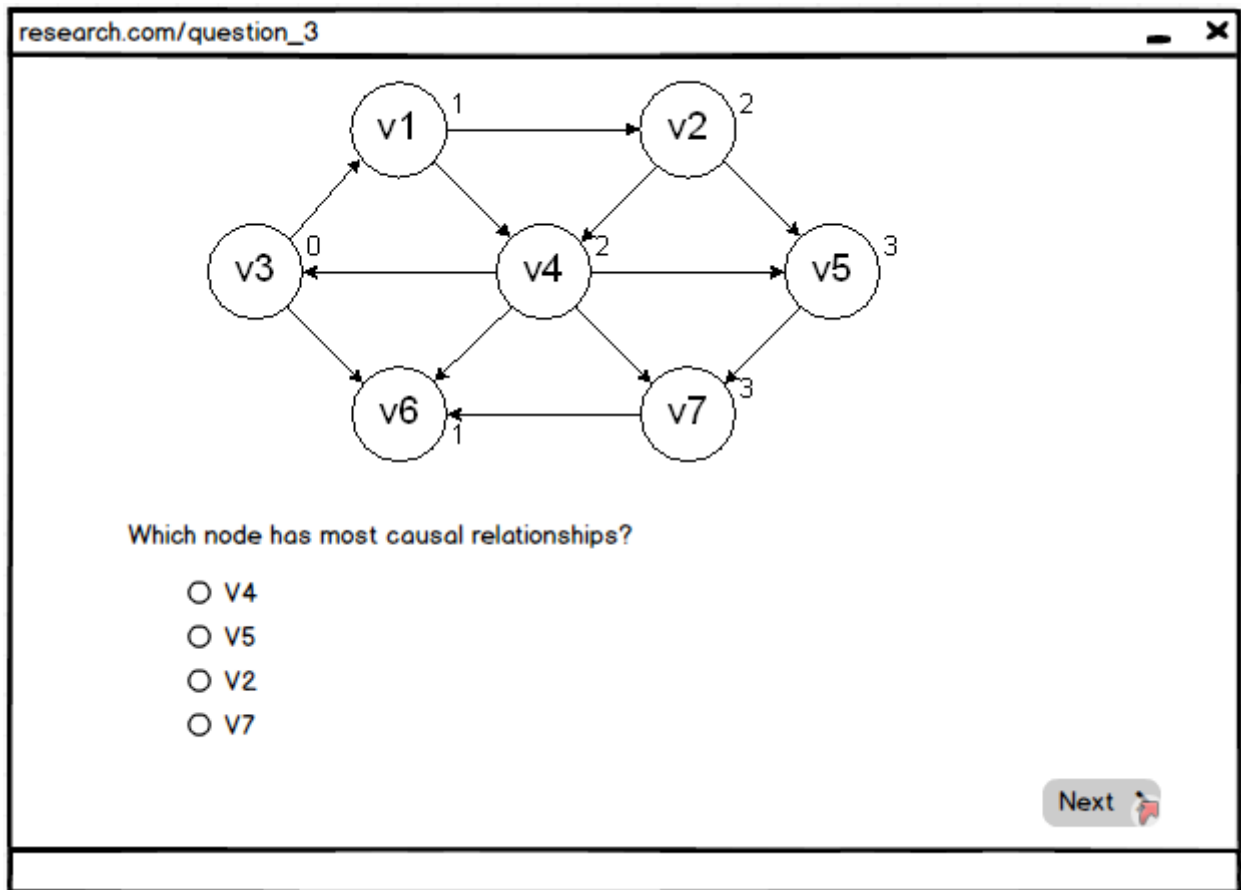 research.com/question_3
v1 1
v2 2
v3 0
v4 2
v5 3
v6 1
v7 3
Which node has most causal relationships?
V4
V5
V2
V7
Next